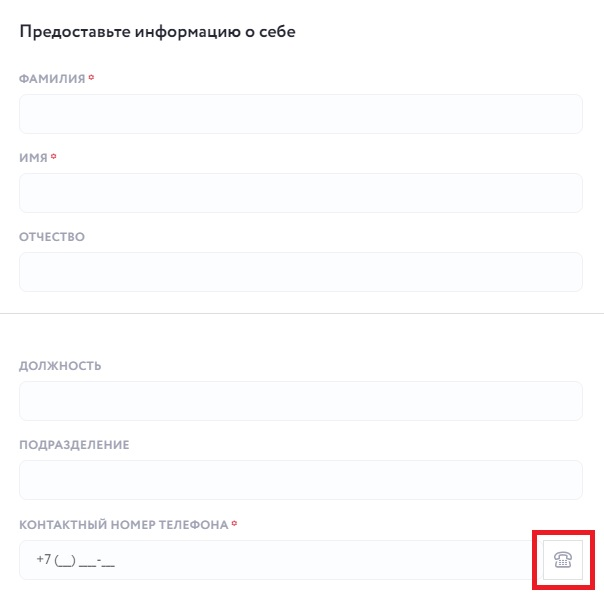 Предоставьте информацию о себе
ФАМИЛИЯ *
ИМЯ *
ОТЧЕСТВО
ДОЛЖНОСТЬ
ПОДРАЗДЕЛЕНИЕ
КОНТАКТНЫЙ НОМЕР ТЕЛЕФОНА *
+7 (__) ___-__